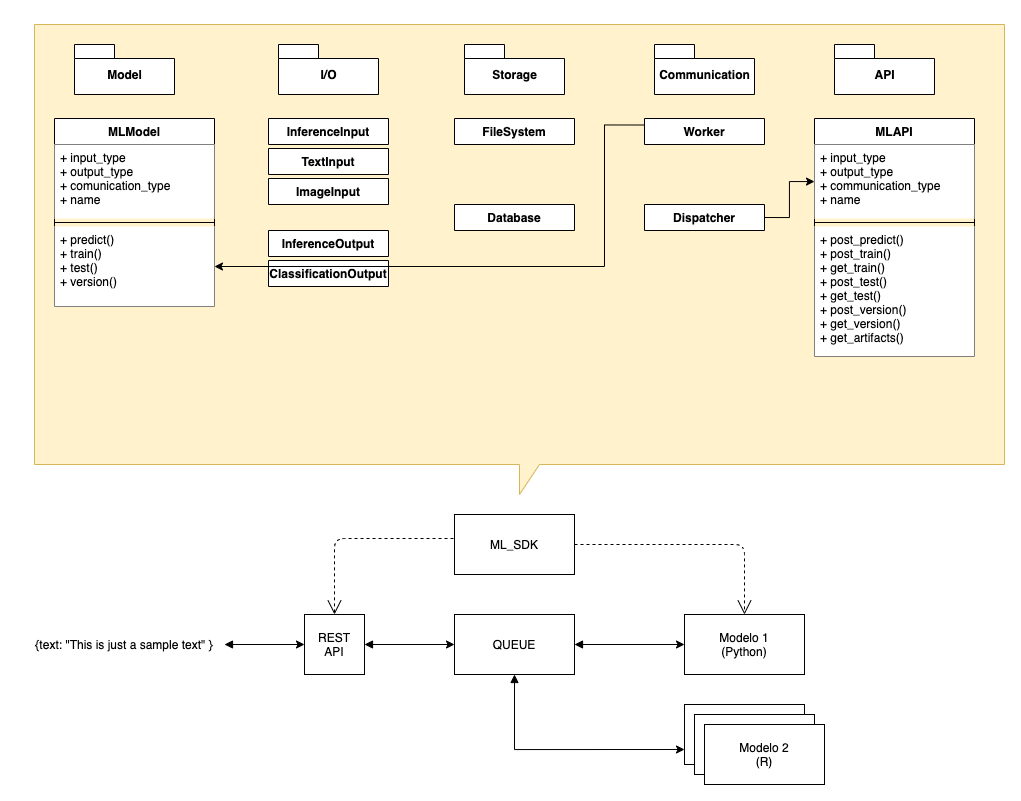 Model
I/O
Storage
Communication
API
MLModel
+ input_type
+ output_type
+ comunication_type
+ name
+ predict()
+ train()
+ test()
+ version()
InferenceInput
TextInput
ImageInput
InferenceOutput
ClassificationOutput
FileSystem
Database
Worker
Dispatcher
MLAPI
+ input_type
+ output_type
+ communication_type
+ name
+ post_predict()
+ post_train()
+ get_train()
+ post_test()
+ get_test()
+ post_version()
+ get_version()
+ get_artifacts()
ML_SDK
{text: "This is just a sample text" }
REST
API
QUEUE
Modelo 1
(Python)
Modelo 2
(R)